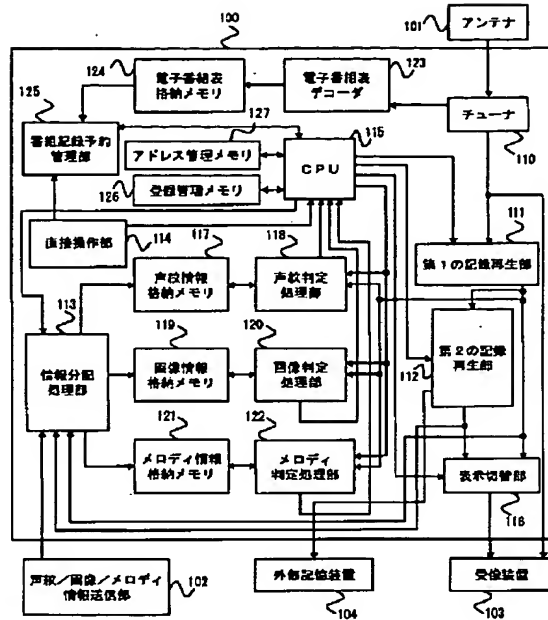 100
101
アンテナ
124
電子番組表
格納メモリ
123
電子番組表
デコーダ
チューナ
110
125
番組記録予約
管理部
127
アドレス管理メモリ
126
登録管理メモリ
115
CPU
直接操作部
114
111
第1の記録再生部
117
声紋情報
格納メモリ
118
声紋判定
処理部
113
情報分配
処理部
119
画像情報
格納メモリ
120
画像判定
処理部
112
第2の記録
再生部
121
メロディ情報
格納メモリ
122
メロディ
判定処理部
表示切替部
116
声紋/画像/メロディ
情報送信部
102
外部記憶装置
104
受像装置
103